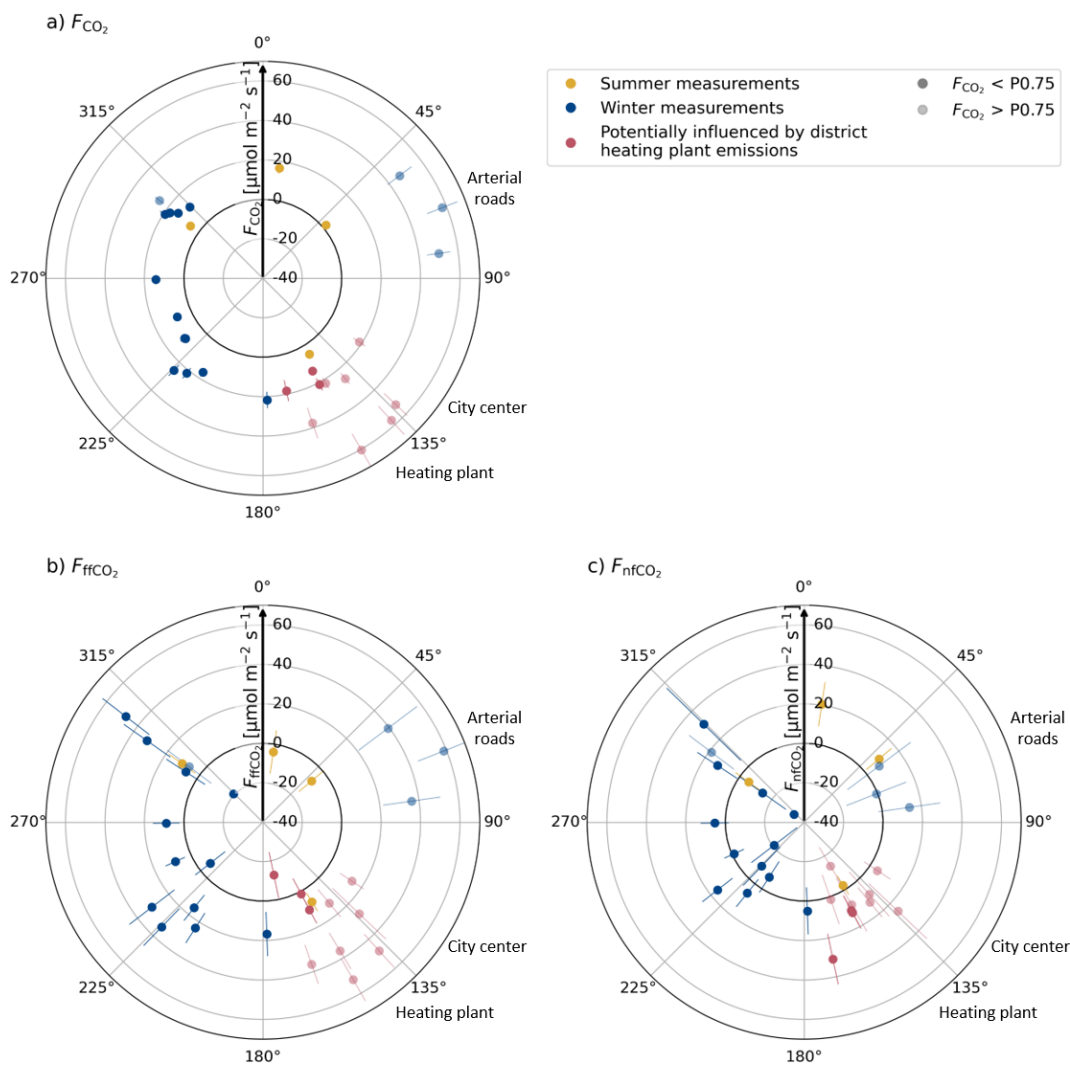 a) F_CO₂
0°
45°
Arterial
roads
90°
City center
135°
Heating plant
180°
225°
270°
315°
F_CO₂ [µmol m⁻² s⁻¹]
60
40
20
0
-20
-40
Summer measurements
Winter measurements
Potentially influenced by district
heating plant emissions
F_CO₂ < P0.75
F_CO₂ > P0.75
b) F_ffCO₂
0°
45°
Arterial
roads
90°
City center
135°
Heating plant
180°
225°
270°
315°
F_ffCO₂ [µmol m⁻² s⁻¹]
60
40
20
0
-20
-40
c) F_nfCO₂
0°
45°
Arterial
roads
90°
City center
135°
Heating plant
180°
225°
270°
315°
F_nfCO₂ [µmol m⁻² s⁻¹]
60
40
20
0
-20
-40